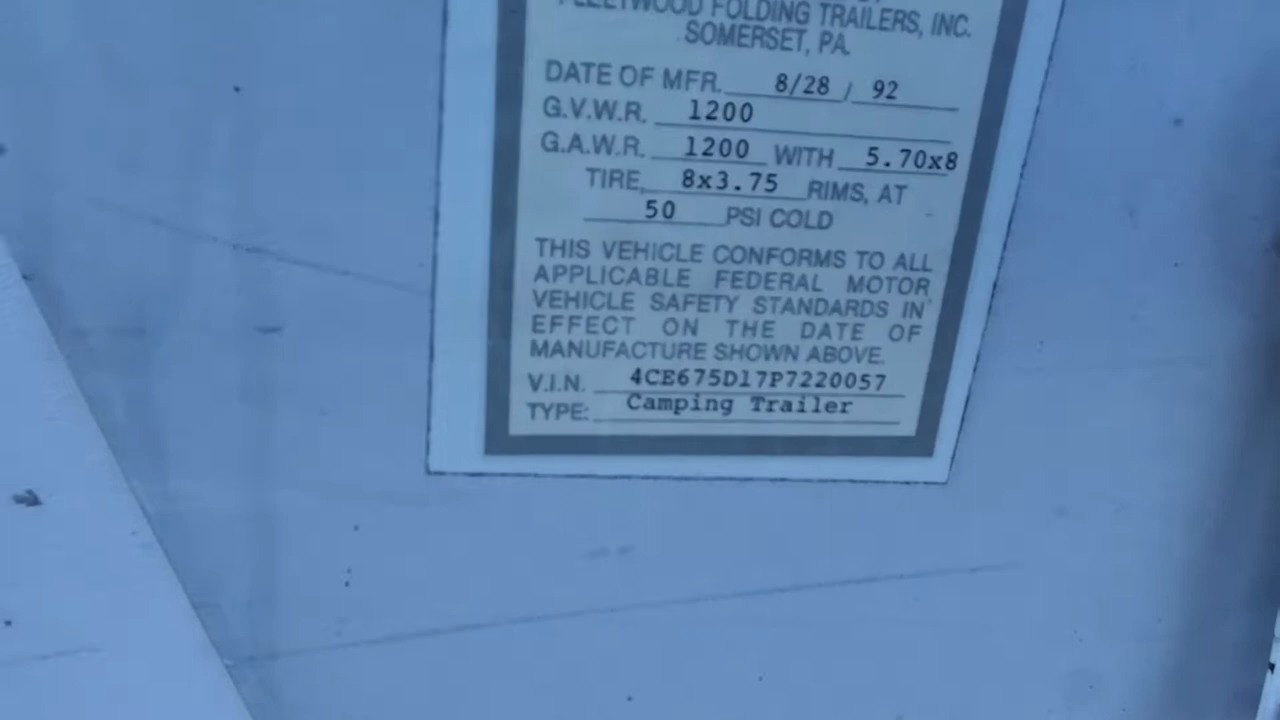 FLEETWOOD FOLDING TRAILERS, INC.
SOMERSET, PA.
DATE OF MFR. 8/28 / 92
G.V.W.R. 1200
G.A.W.R. 1200 WITH 5.70x8
TIRE, 8x3.75 RIMS, AT
50 PSI COLD
THIS VEHICLE CONFORMS TO ALL
APPLICABLE FEDERAL MOTOR
VEHICLE SAFETY STANDARDS IN
EFFECT ON THE DATE OF
MANUFACTURE SHOWN ABOVE.
V.I.N. 4CE675D17P7220057
TYPE: Camping Trailer